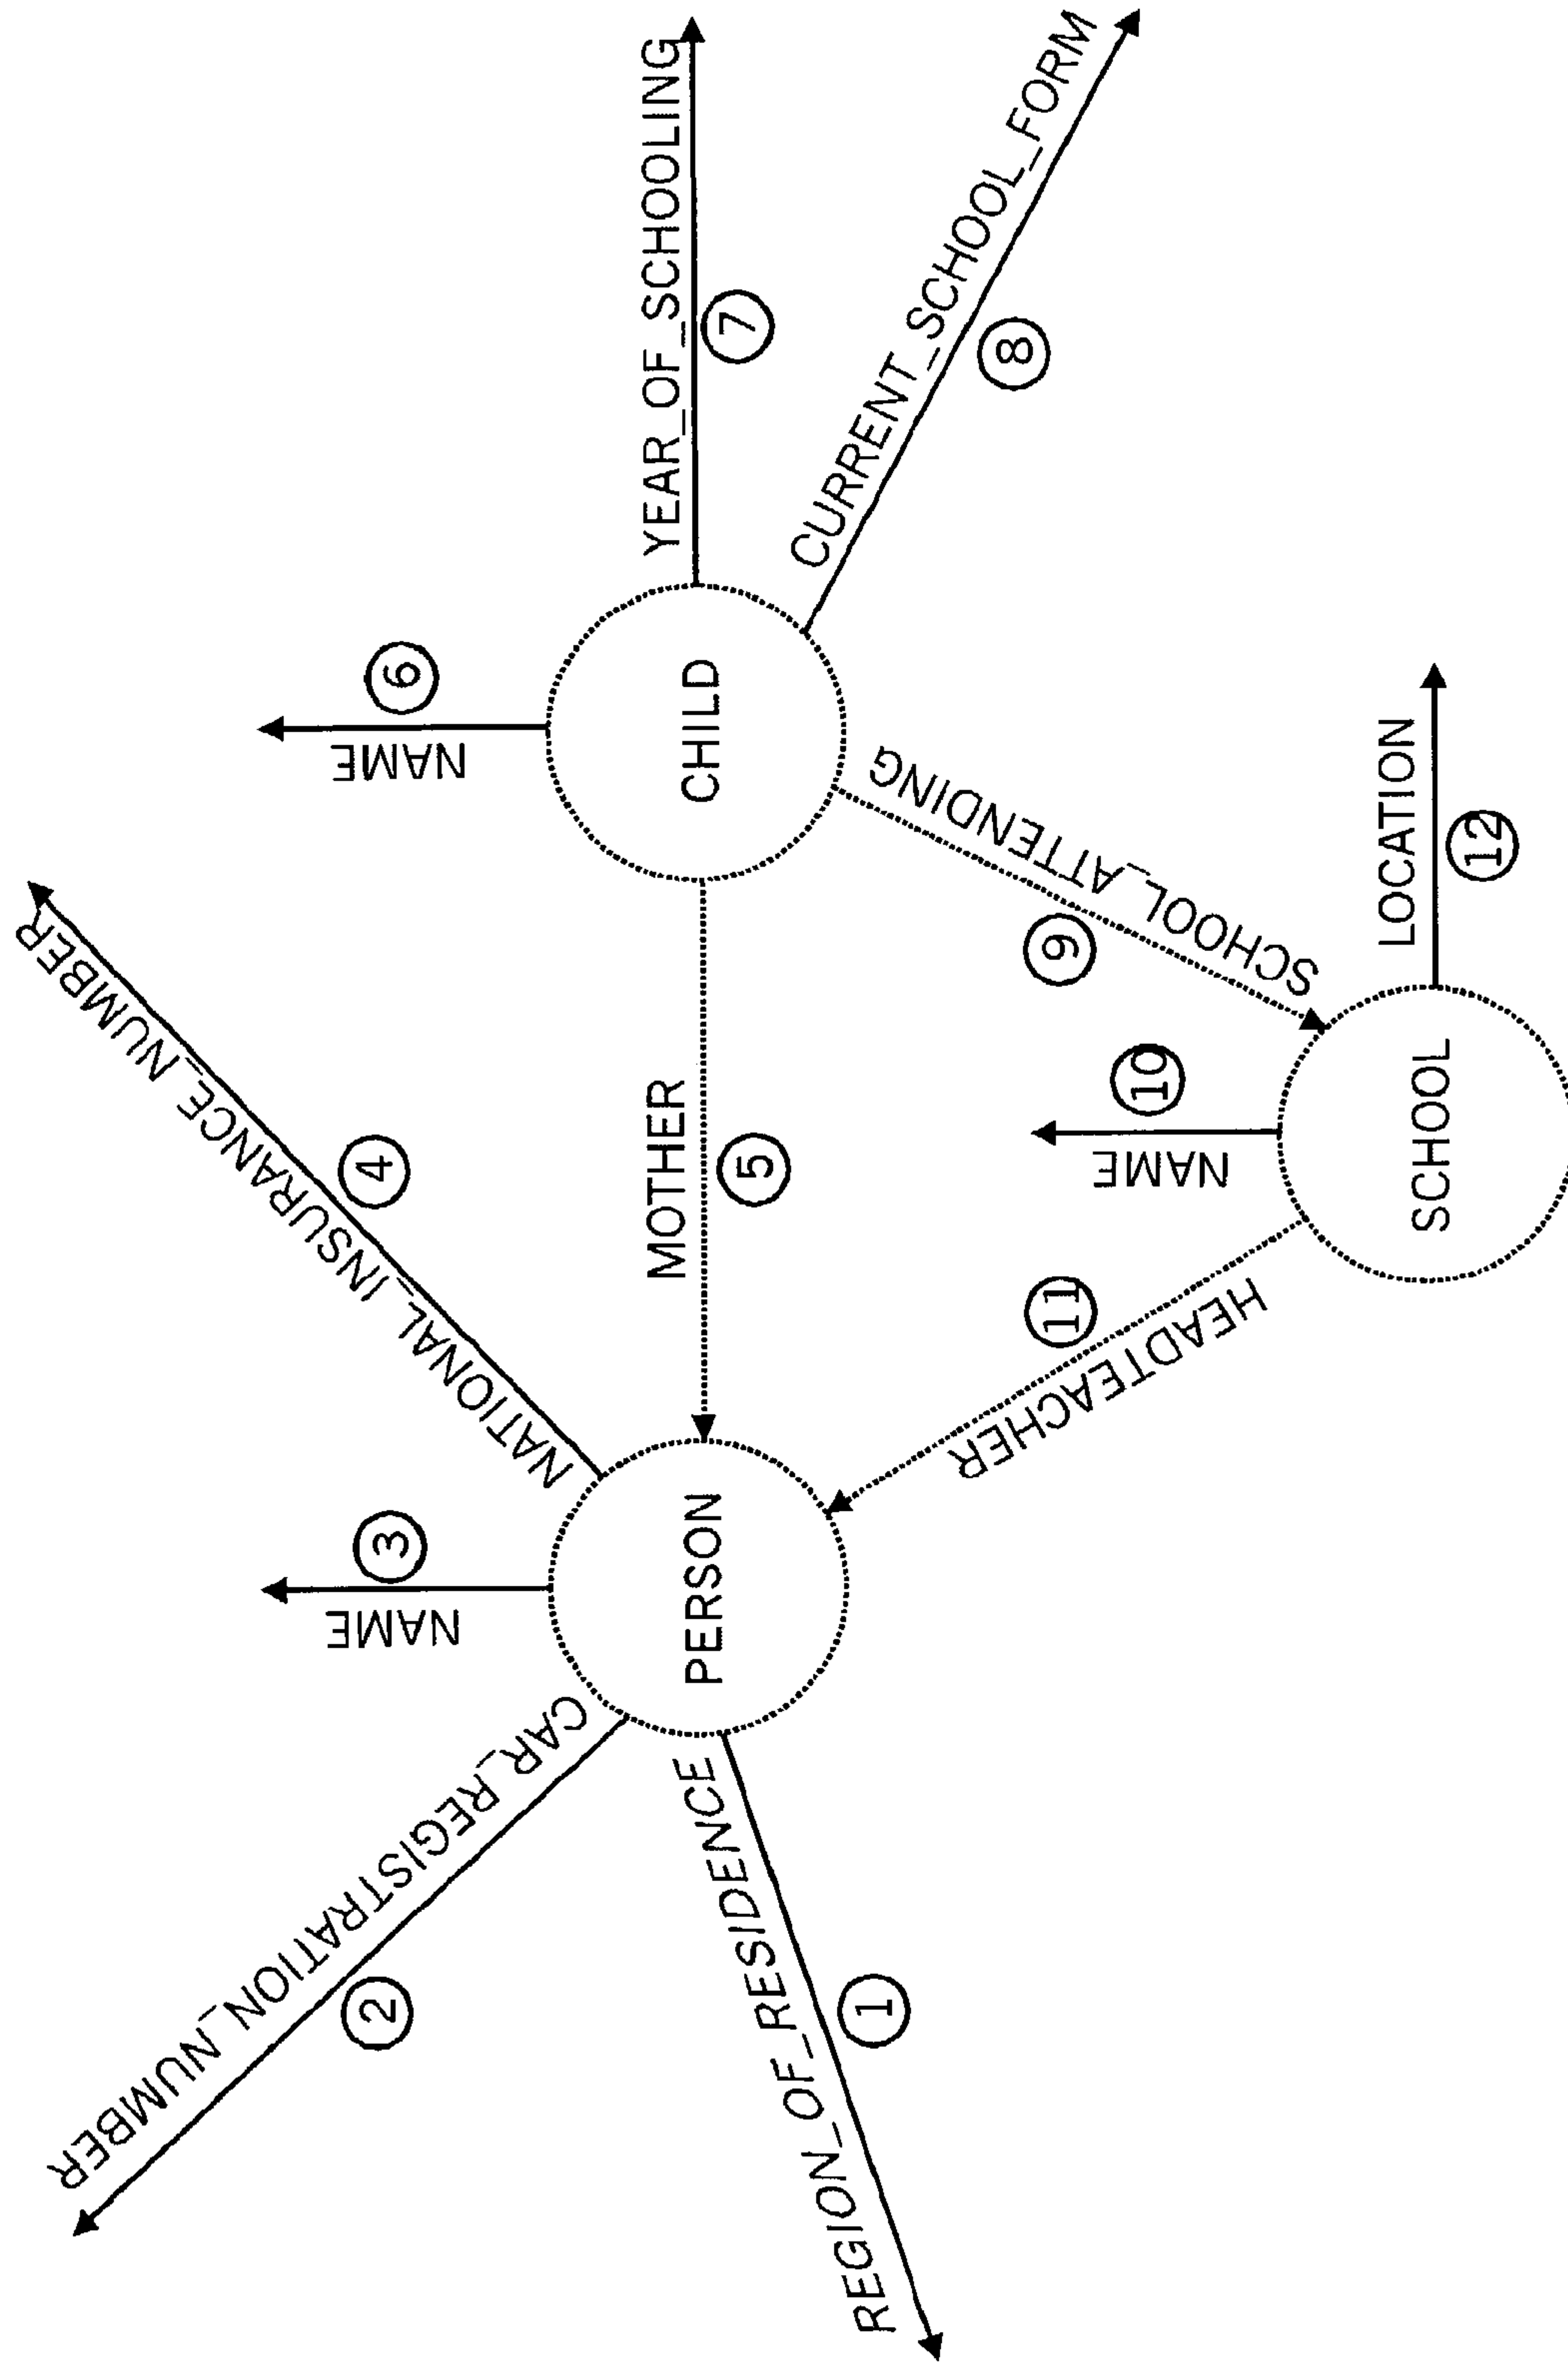 REGION_OF_RESIDENCE
1
CAR_REGISTRATION_NUMBER
2
NAME
3
NATIONAL_INSURANCE_NUMBER
4
PERSON
MOTHER
5
NAME
6
CHILD
YEAR_OF_SCHOOLING
7
CURRENT_SCHOOL_FORM
8
SCHOOL_ATTENDING
9
NAME
10
HEADTEACHER
11
SCHOOL
LOCATION
12